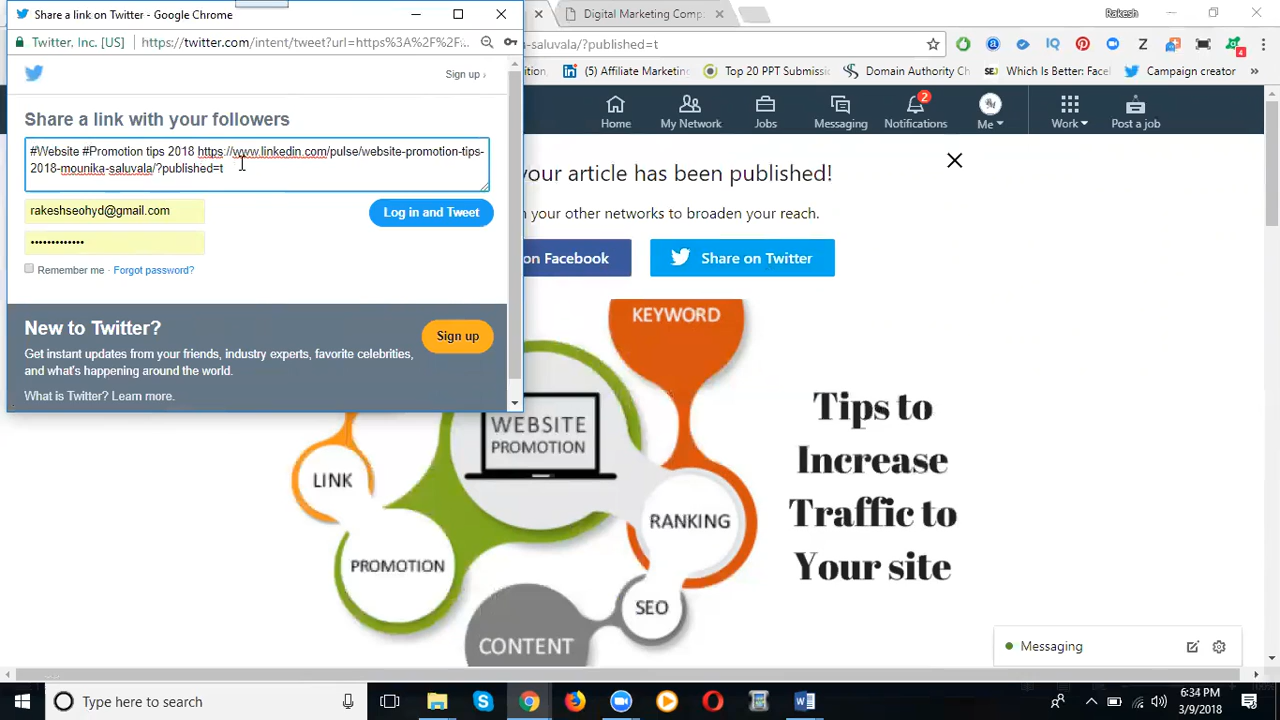 Share a link on Twitter - Google Chrome
Twitter, Inc. [US]
https://twitter.com/intent/tweet?url=https%3A%2F%2F...
Sign up ›
Share a link with your followers
#Website #Promotion tips 2018 https://www.linkedin.com/pulse/website-promotion-tips-
2018-mounika-saluvala/?published=t
rakeshseohyd@gmail.com
•••••••••••••
Log in and Tweet
Remember me · Forgot password?
New to Twitter?
Sign up
Get instant updates from your friends, industry experts, favorite celebrities,
and what's happening around the world.
What is Twitter? Learn more.
Digital Marketing Comp
Rakesh
-saluvala/?published=t
4
(5) Affiliate Marketing
Top 20 PPT Submissi
Domain Authority Ch
SEJ
Which Is Better: Face
Campaign creator
Home
My Network
Jobs
Messaging
2
Notifications
Me
Work
Post a job
your article has been published!
your other networks to broaden your reach.
on Facebook
Share on Twitter
KEYWORD
WEBSITE
PROMOTION
LINK
RANKING
PROMOTION
SEO
CONTENT
Tips to
Increase
Traffic to
Your site
Messaging
Type here to search
6:34 PM
3/9/2018